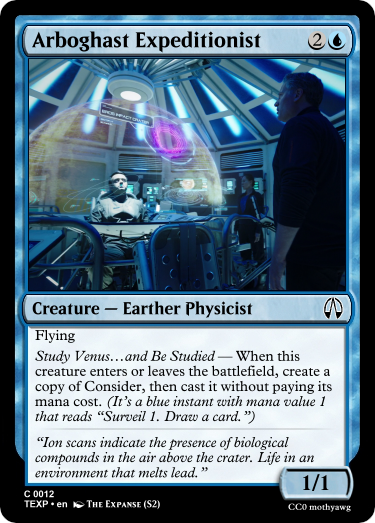 Arboghast Expeditionist 2
Creature — Earther Physicist
Flying
Study Venus…and Be Studied — When this
creature enters or leaves the battlefield, create a
copy of Consider, then cast it without paying its
mana cost. (It's a blue instant with mana value 1
that reads "Surveil 1. Draw a card.")
"Ion scans indicate the presence of biological
compounds in the air above the crater. Life in an
environment that melts lead."
1/1
C 0012
TEXP • en The Expanse (S2)
CC0 mothyawg